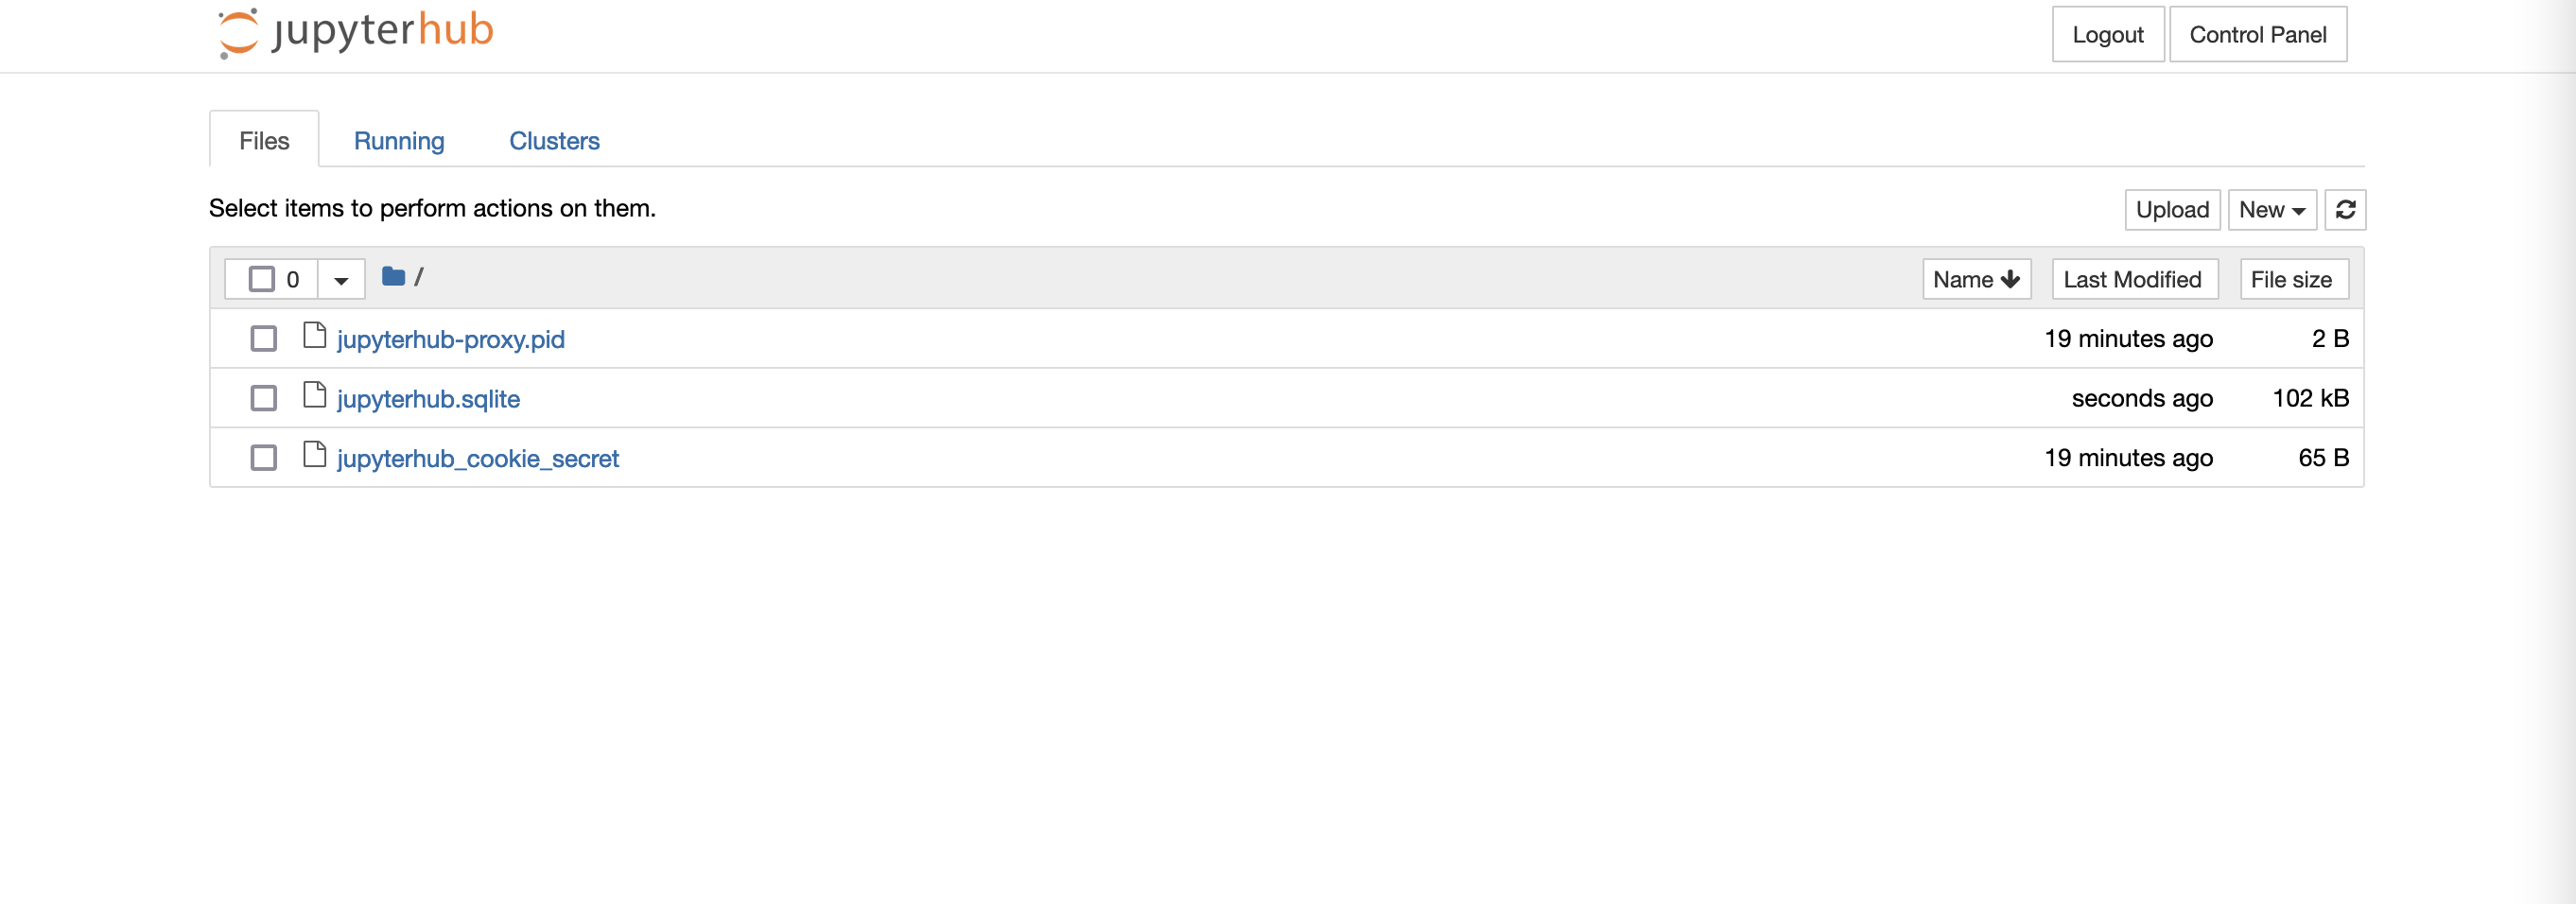 jupyterhub
Logout Control Panel
Files Running Clusters
Select items to perform actions on them.
Upload New
0 / Name Last Modified File size
jupyterhub-proxy.pid 19 minutes ago 2 B
jupyterhub.sqlite seconds ago 102 kB
jupyterhub_cookie_secret 19 minutes ago 65 B